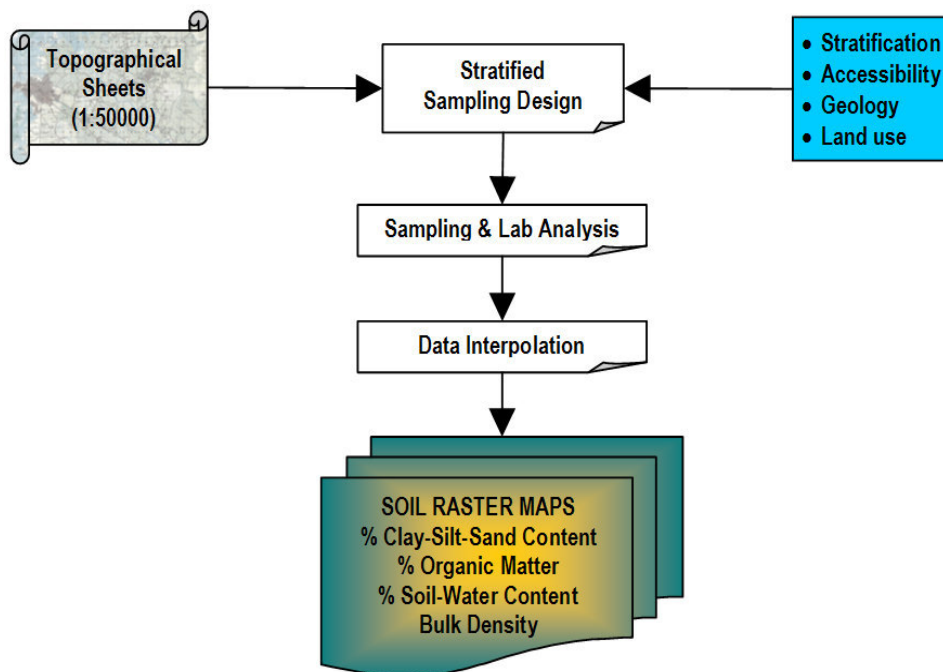 Topographical
Sheets
(1:50000)
Stratified
Sampling Design
• Stratification
• Accessibility
• Geology
• Land use
Sampling & Lab Analysis
Data Interpolation
SOIL RASTER MAPS
% Clay-Silt-Sand Content
% Organic Matter
% Soil-Water Content
Bulk Density